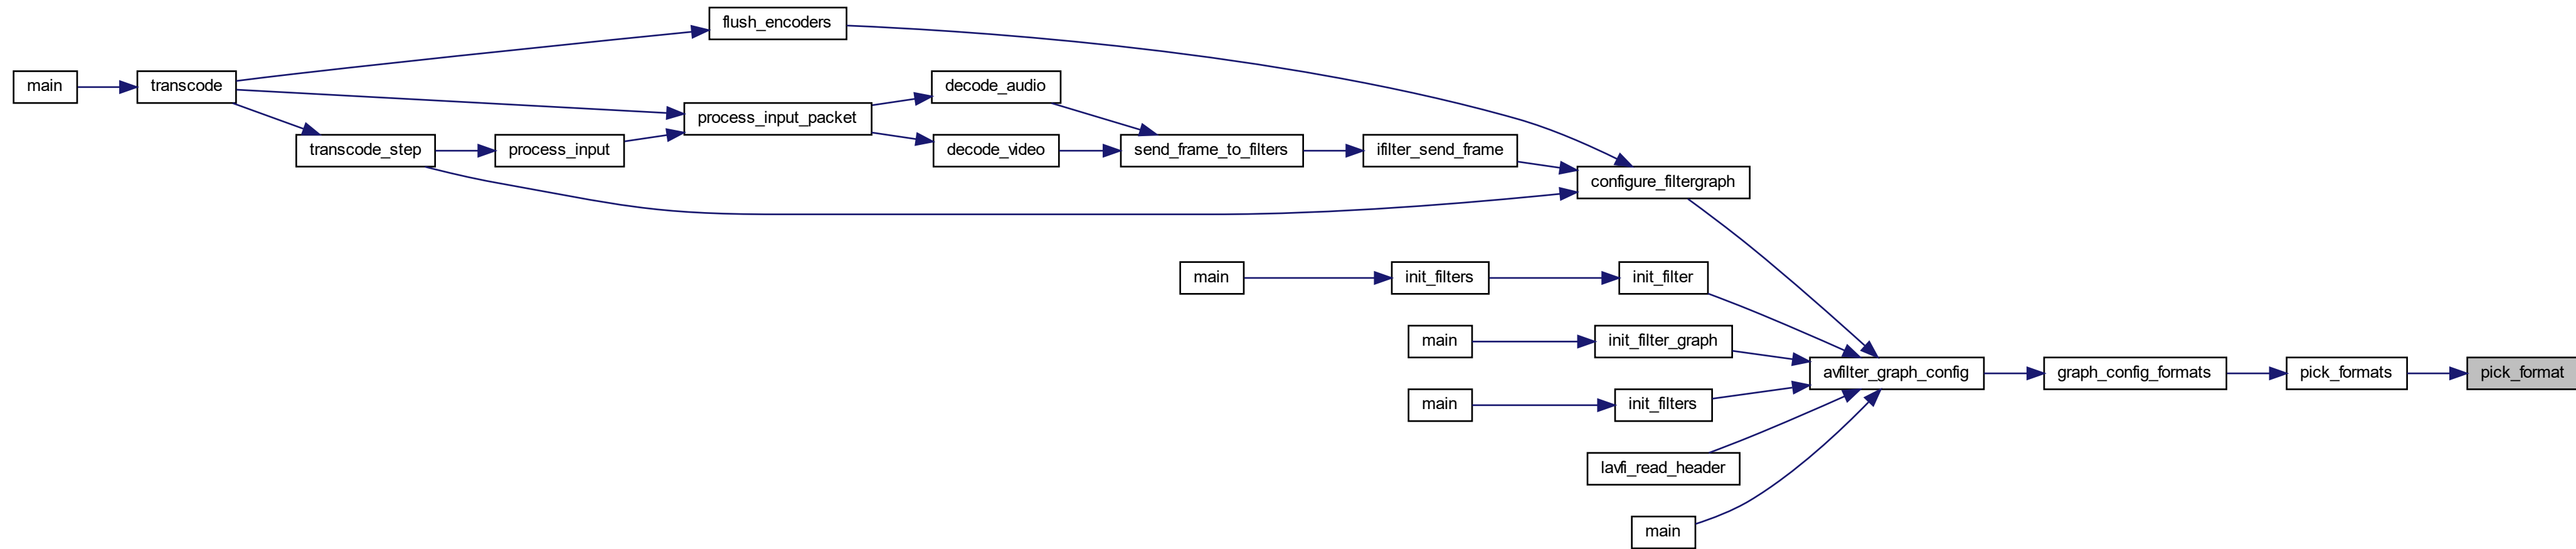 flush_encoders
main
transcode
decode_audio
process_input_packet
transcode_step
process_input
decode_video
send_frame_to_filters
ifilter_send_frame
configure_filtergraph
main
init_filters
init_filter
main
init_filter_graph
avfilter_graph_config
graph_config_formats
pick_formats
pick_format
main
init_filters
lavfi_read_header
main